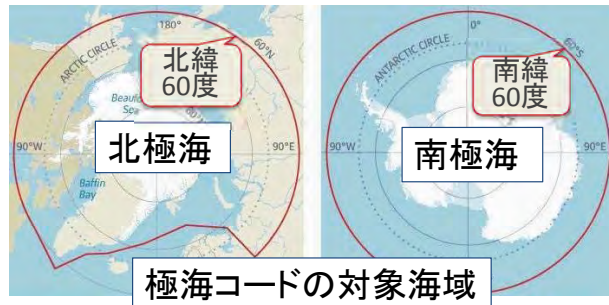 180°
ARCTIC CIRCLE
60°N
北緯
60度
90°W
北極海
90°E
Baffin
Bay
0°
ANTARCTIC CIRCLE
60°S
南緯
60度
90°W
南極海
90°E
極海コードの対象海域